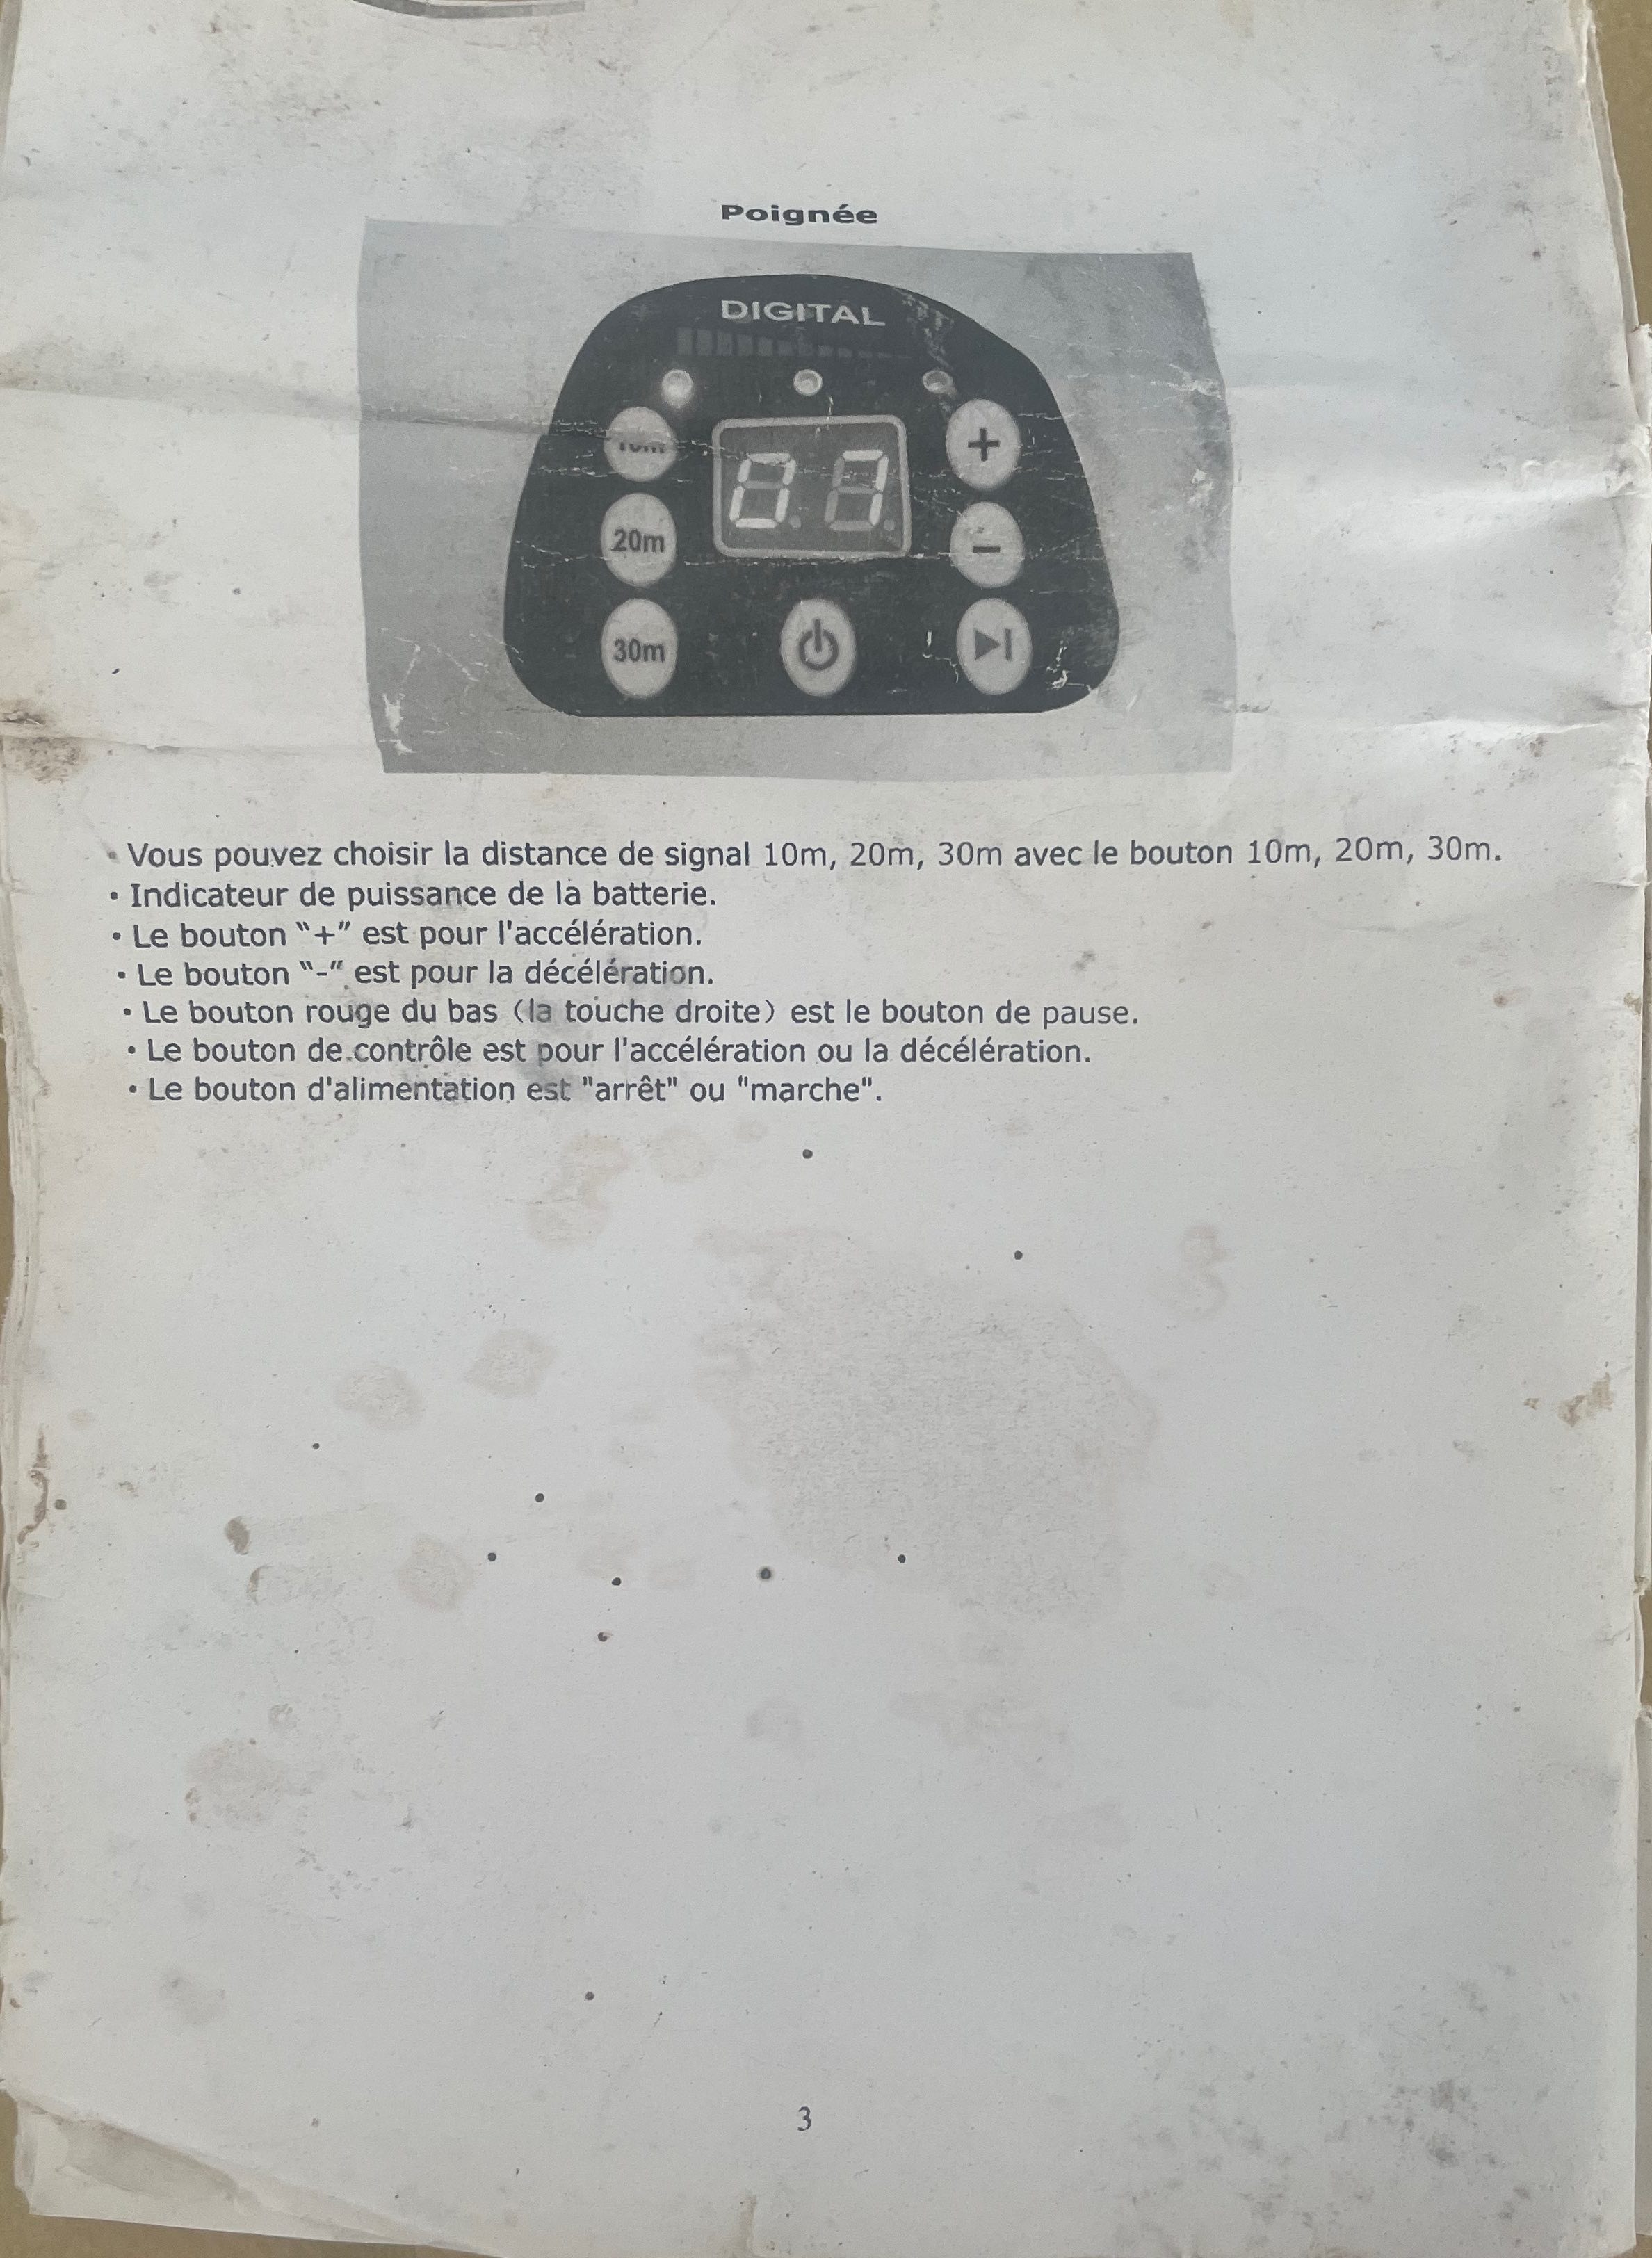 Poignée
DIGITAL
+
20m
-
30m
• Vous pouvez choisir la distance de signal 10m, 20m, 30m avec le bouton 10m, 20m, 30m.
• Indicateur de puissance de la batterie.
• Le bouton “+” est pour l'accélération.
• Le bouton “-” est pour la décélération.
• Le bouton rouge du bas (la touche droite) est le bouton de pause.
• Le bouton de contrôle est pour l'accélération ou la décélération.
• Le bouton d'alimentation est "arrêt" ou "marche".
3